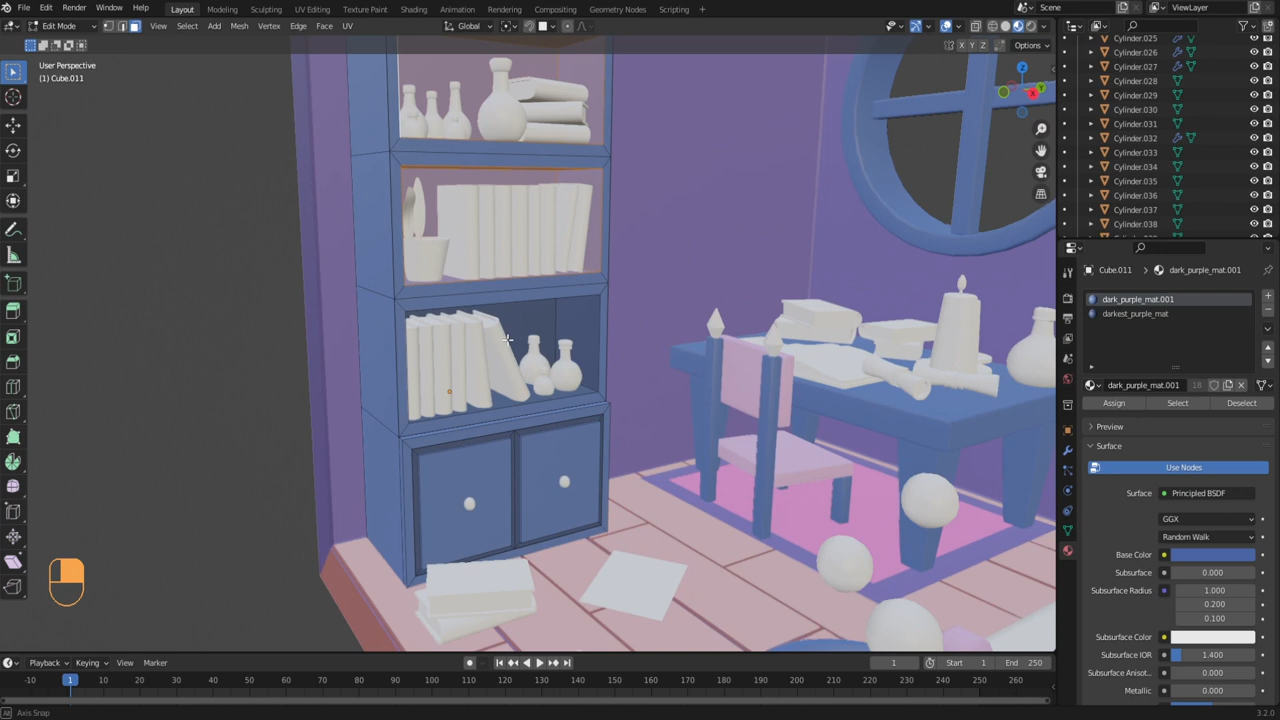 File Edit Render Window Help Layout Modeling Sculpting UV Editing Texture Paint Shading Animation Rendering Compositing Geometry Nodes Scripting Scene ViewLayer
Edit Mode View Select Add Mesh Vertex Edge Face UV Global
X Y Z Options
User Perspective
(1) Cube.011
Z
Y
X
Cylinder.025
Cylinder.026
Cylinder.027
Cylinder.028
Cylinder.029
Cylinder.030
Cylinder.031
Cylinder.032
Cylinder.033
Cylinder.034
Cylinder.035
Cylinder.036
Cylinder.037
Cylinder.038
Cube.011 dark_purple_mat.001
dark_purple_mat.001
darkest_purple_mat
dark_purple_mat.001 18
Assign Select Deselect
Preview
Surface
Use Nodes
Surface Principled BSDF
GGX
Random Walk
Base Color
Subsurface 0.000
Subsurface Radius 1.000
0.200
0.100
Subsurface Color
Subsurface IOR 1.400
Subsurface Anisot... 0.000
Metallic 0.000
Playback Keying View Marker 1 Start 1 End 250
-10 1 10 20 30 40 50 60 70 80 90 100 110 120 130 140 150 160 170 180 190 200 210 220 230 240 250 260
Axis Snap 3.2.0